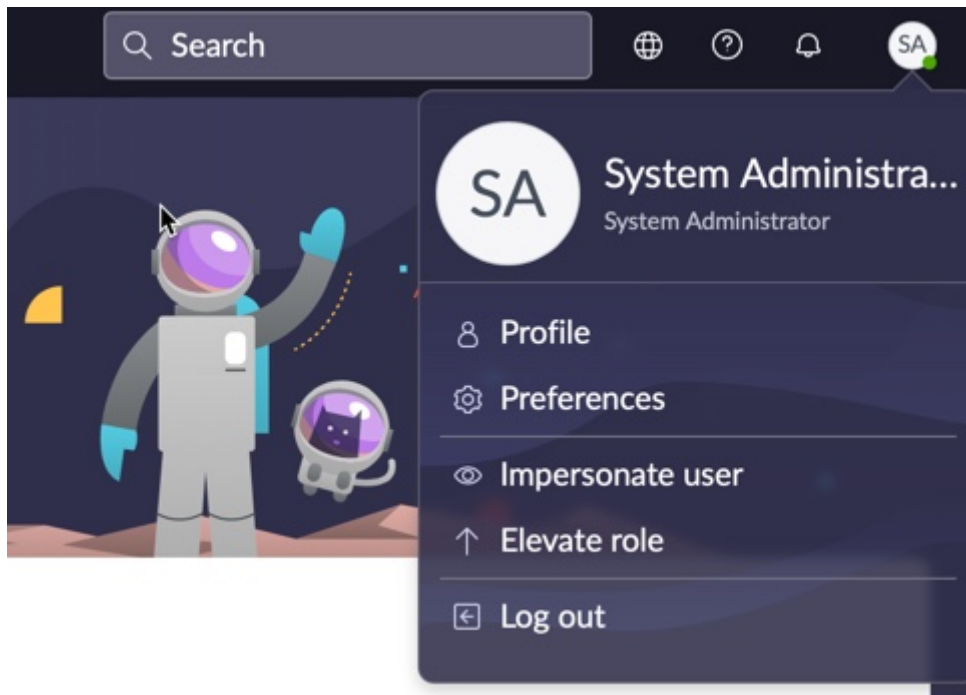 Search
SA
SA
System Administra...
System Administrator
Profile
Preferences
Impersonate user
Elevate role
Log out